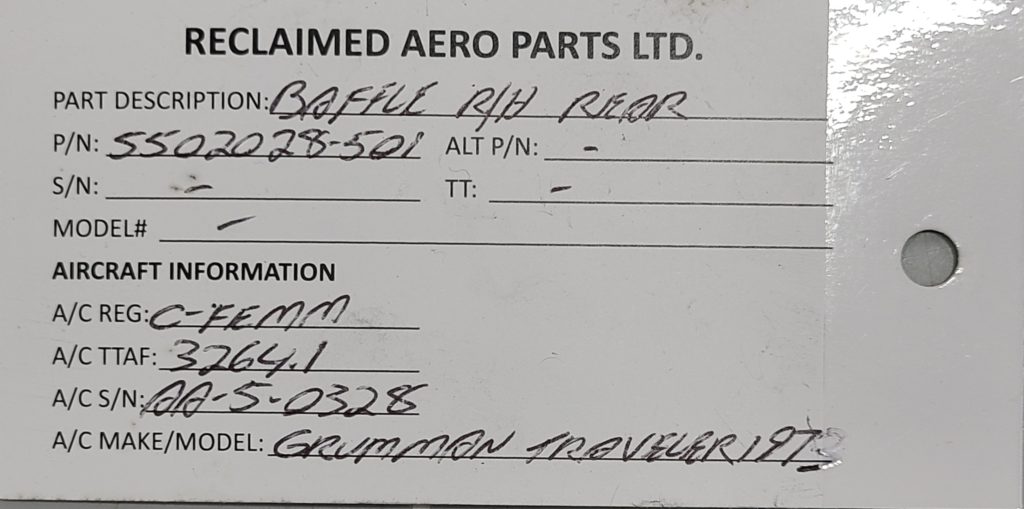 RECLAIMED AERO PARTS LTD.
PART DESCRIPTION: BAFFLE R/H REAR
P/N: 5502028-501 ALT P/N: -
S/N: - TT: -
MODEL# -
AIRCRAFT INFORMATION
A/C REG: C-FEMM
A/C TTAF: 3264.1
A/C S/N: AA-5-0328
A/C MAKE/MODEL: GRUMMAN TRAVELER